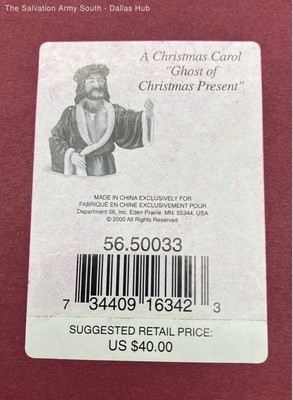 The Salvation Army South - Dallas Hub
A Christmas Carol
"Ghost of
Christmas Present"
MADE IN CHINA EXCLUSIVELY FOR
FABRIQUÉ EN CHINE EXCLUSIVEMENT POUR
Department 56, Inc. Eden Prairie MN. 55344, USA
© 2000 All Rights Reserved
56.50033
7 34409 16342 3
SUGGESTED RETAIL PRICE:
US $40.00